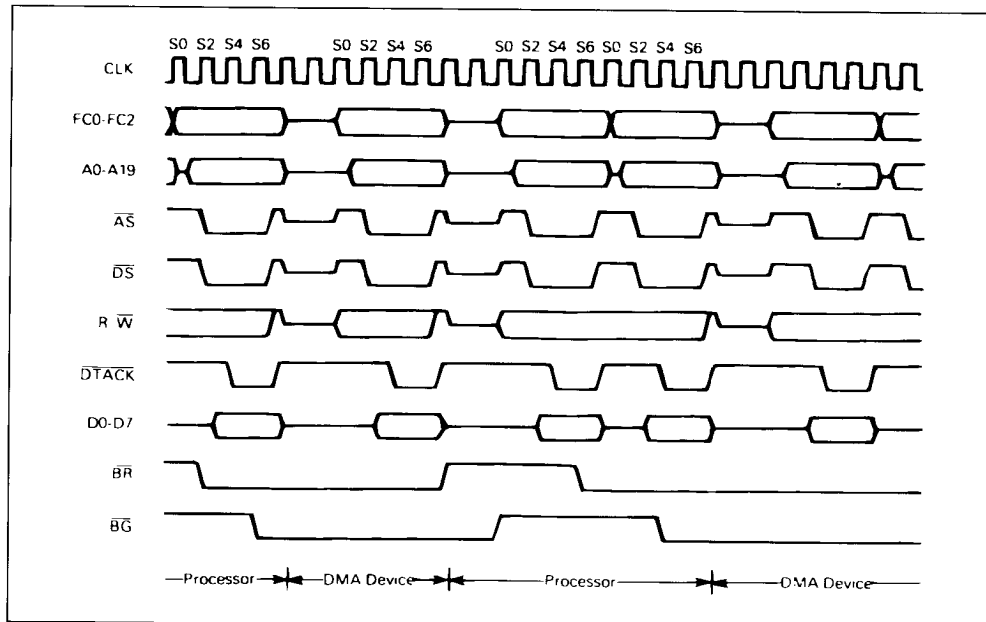 S0 S2 S4 S6 S0 S2 S4 S6 S0 S2 S4 S6 S0 S2 S4 S6
CLK
FC0-FC2
A0-A19
AS
DS
R W
DTACK
D0-D7
BR
BG
Processor DMA Device Processor DMA Device